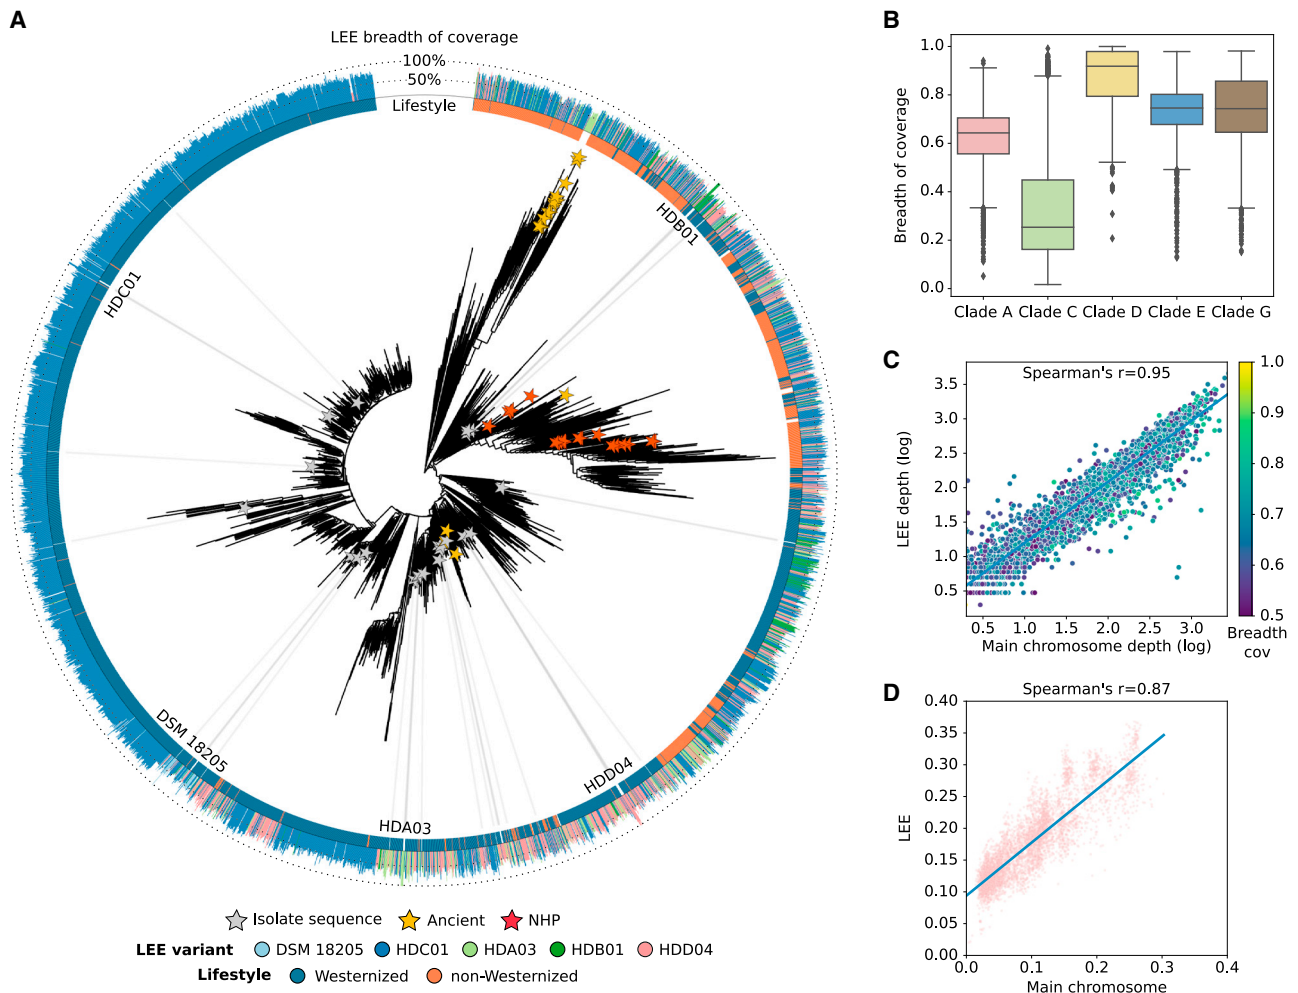 A
LEE breadth of coverage
100%
50%
Lifestyle
HDB01
HDC01
DSM 18205
HDA03
HDD04
Isolate sequence
Ancient
NHP
LEE variant
DSM 18205
HDC01
HDA03
HDB01
HDD04
Lifestyle
Westernized
non-Westernized
B
Breadth of coverage
1.0
0.8
0.6
0.4
0.2
0.0
Clade A
Clade C
Clade D
Clade E
Clade G
C
Spearman's r=0.95
LEE depth (log)
3.5
3.0
2.5
2.0
1.5
1.0
0.5
0.5
1.0
1.5
2.0
2.5
3.0
Main chromosome depth (log)
1.0
0.9
0.8
0.7
0.6
0.5
Breadth
cov
D
Spearman's r=0.87
LEE
0.40
0.35
0.30
0.25
0.20
0.15
0.10
0.05
0.00
0.0
0.1
0.2
0.3
0.4
Main chromosome